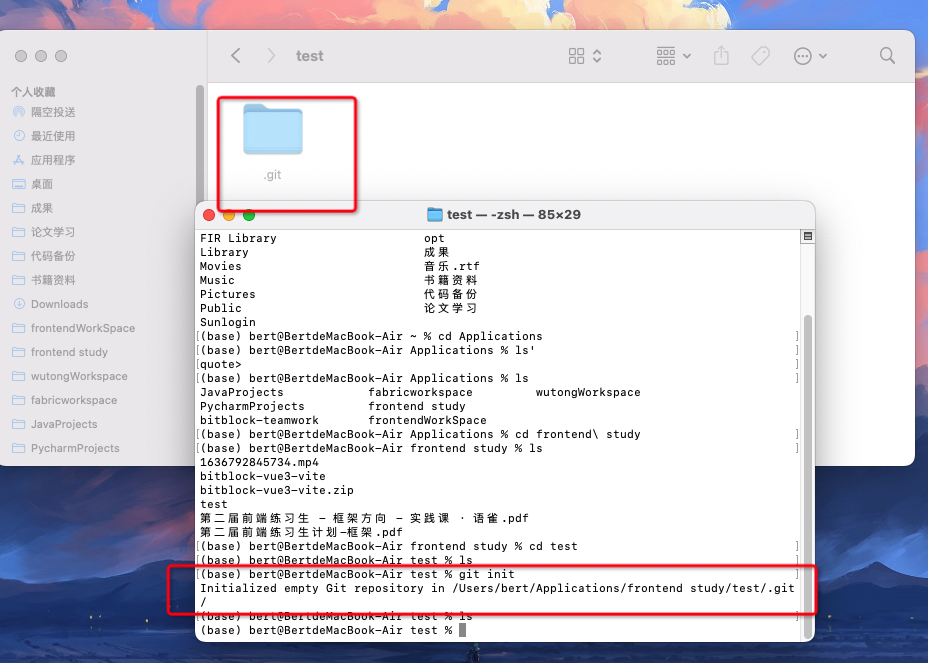 test
个人收藏
隔空投送
最近使用
应用程序
桌面
成果
论文学习
代码备份
书籍资料
Downloads
frontendWorkSpace
frontend study
wutongWorkspace
fabricworkspace
JavaProjects
PycharmProjects
.git
test — -zsh — 85×29
FIR Library opt
Library 成果
Movies 音乐.rtf
Music 书籍资料
Pictures 代码备份
Public 论文学习
Sunlogin
[(base) bert@BertdeMacBook-Air ~ % cd Applications ]
[(base) bert@BertdeMacBook-Air Applications % ls' ]
[quote> ]
[(base) bert@BertdeMacBook-Air Applications % ls ]
JavaProjects fabricworkspace wutongWorkspace
PycharmProjects frontend study
bitblock-teamwork frontendWorkSpace
[(base) bert@BertdeMacBook-Air Applications % cd frontend\ study ]
[(base) bert@BertdeMacBook-Air frontend study % ls ]
1636792845734.mp4
bitblock-vue3-vite
bitblock-vue3-vite.zip
test
第二届前端练习生 - 框架方向 - 实践课 · 语雀.pdf
第二届前端练习生计划-框架.pdf
[(base) bert@BertdeMacBook-Air frontend study % cd test ]
[(base) bert@BertdeMacBook-Air test % ls ]
[(base) bert@BertdeMacBook-Air test % git init ]
Initialized empty Git repository in /Users/bert/Applications/frontend study/test/.git
/
[(base) bert@BertdeMacBook-Air test % ls ]
(base) bert@BertdeMacBook-Air test %